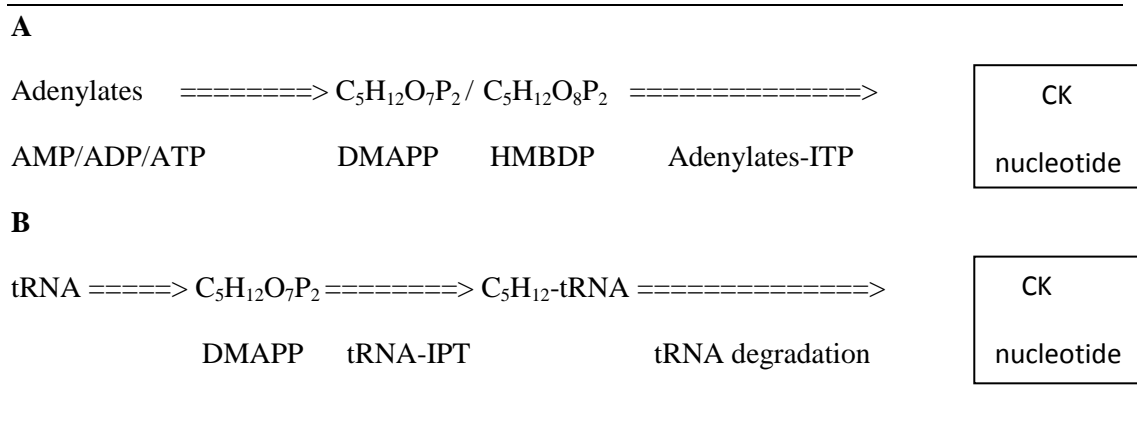 A
Adenylates ========> C₅H₁₂O₇P₂ / C₅H₁₂O₈P₂ ==============> CK
AMP/ADP/ATP DMAPP HMBDP Adenylates-ITP nucleotide
B
tRNA =====> C₅H₁₂O₇P₂ ========> C₅H₁₂-tRNA ==============> CK
DMAPP tRNA-IPT tRNA degradation nucleotide